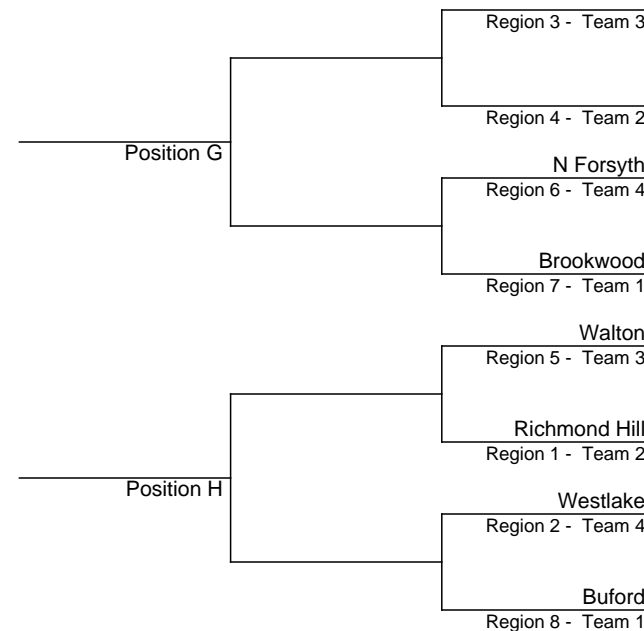 Region 3 - Team 3
Region 4 - Team 2
Position G
N Forsyth
Region 6 - Team 4
Brookwood
Region 7 - Team 1
Walton
Region 5 - Team 3
Richmond Hill
Region 1 - Team 2
Position H
Westlake
Region 2 - Team 4
Buford
Region 8 - Team 1